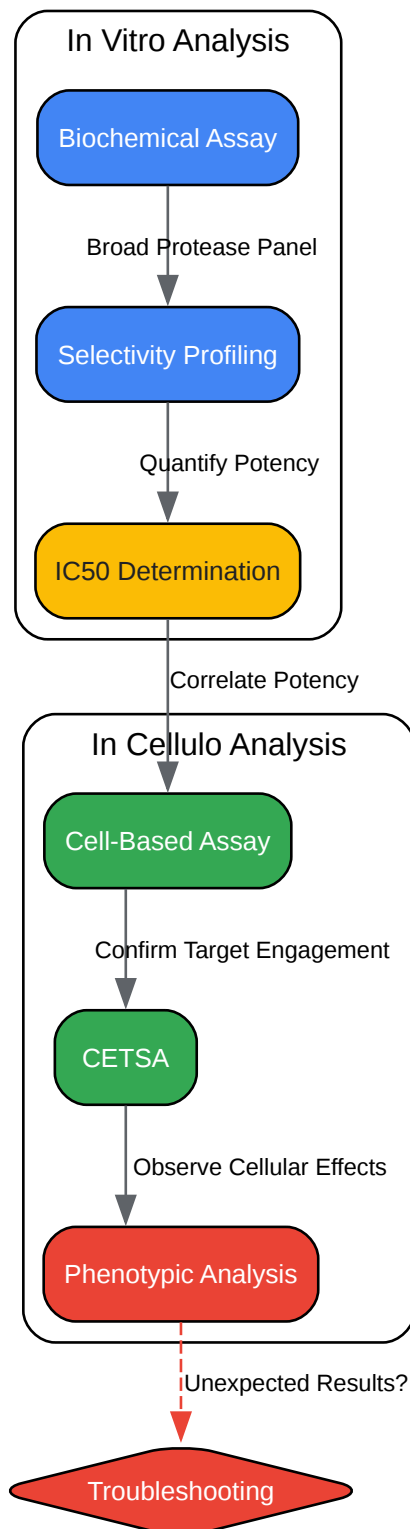 In Vitro Analysis
Biochemical Assay
Broad Protease Panel
Selectivity Profiling
Quantify Potency
IC50 Determination
Correlate Potency
In Cellulo Analysis
Cell-Based Assay
Confirm Target Engagement
CETSA
Observe Cellular Effects
Phenotypic Analysis
Unexpected Results?
Troubleshooting